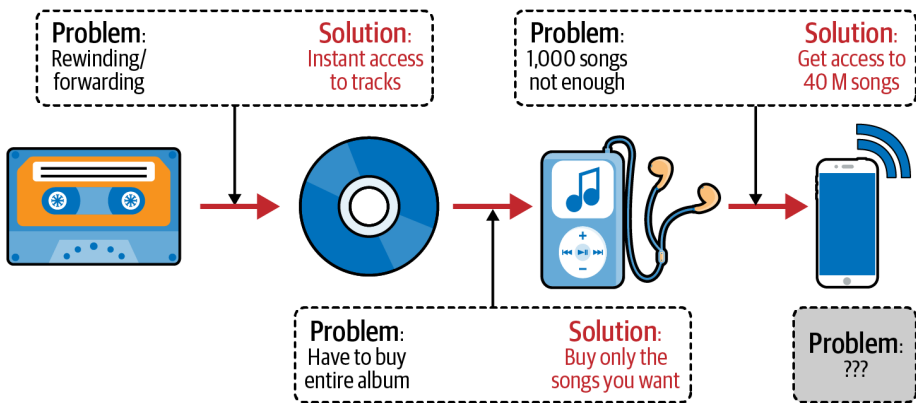 Problem:
Rewinding/
forwarding
Solution:
Instant access
to tracks
Problem:
1,000 songs
not enough
Solution:
Get access to
40 M songs
Problem:
Have to buy
entire album
Solution:
Buy only the
songs you want
Problem:
???